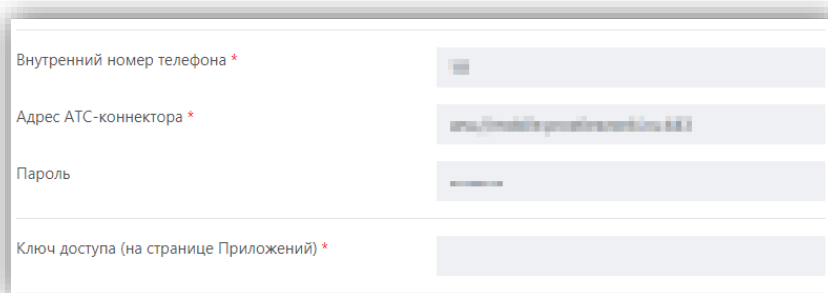 Внутренний номер телефона *
Адрес АТС-коннектора *
Пароль
Ключ доступа (на странице Приложений) *